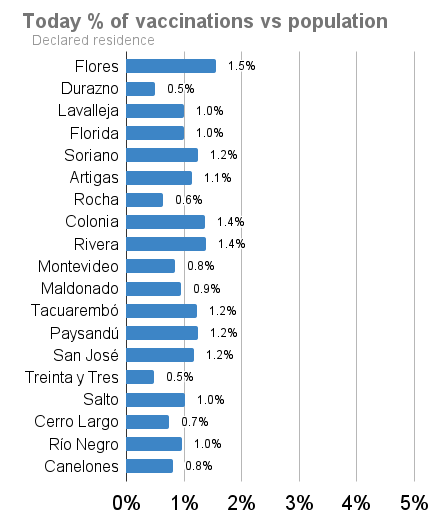 Today % of vaccinations vs population
Declared residence
Flores 1.5%
Durazno 0.5%
Lavalleja 1.0%
Florida 1.0%
Soriano 1.2%
Artigas 1.1%
Rocha 0.6%
Colonia 1.4%
Rivera 1.4%
Montevideo 0.8%
Maldonado 0.9%
Tacuarembó 1.2%
Paysandú 1.2%
San José 1.2%
Treinta y Tres 0.5%
Salto 1.0%
Cerro Largo 0.7%
Río Negro 1.0%
Canelones 0.8%
0% 1% 2% 3% 4% 5%